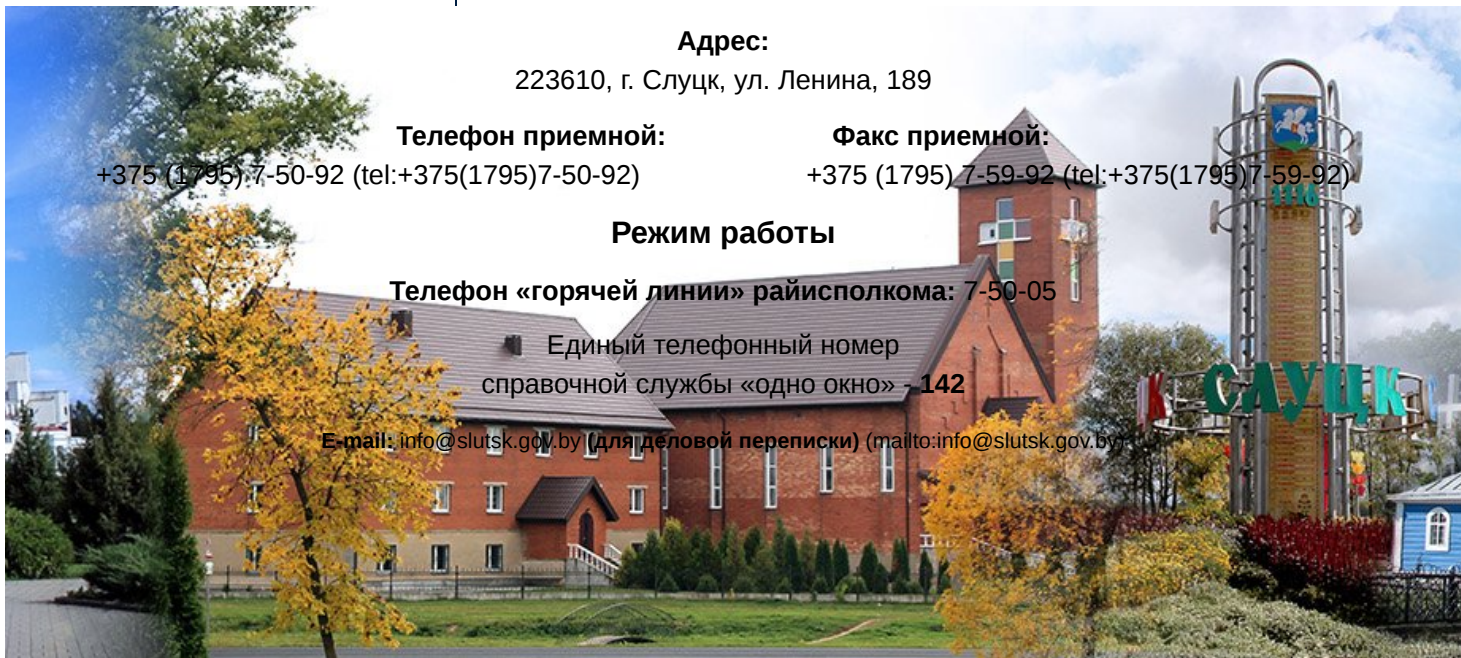 Адрес:
223610, г. Слуцк, ул. Ленина, 189
Телефон приемной:
+375 (1795) 7-50-92 (tel:+375(1795)7-50-92)
Факс приемной:
+375 (1795) 7-59-92 (tel:+375(1795)7-59-92)
Режим работы
Телефон «горячей линии» райисполкома: 7-50-05
Единый телефонный номер
справочной службы «одно окно» - 142
E-mail: info@slutsk.gov.by (для деловой переписки) (mailto:info@slutsk.gov.by)
1116
К СЛУЦК